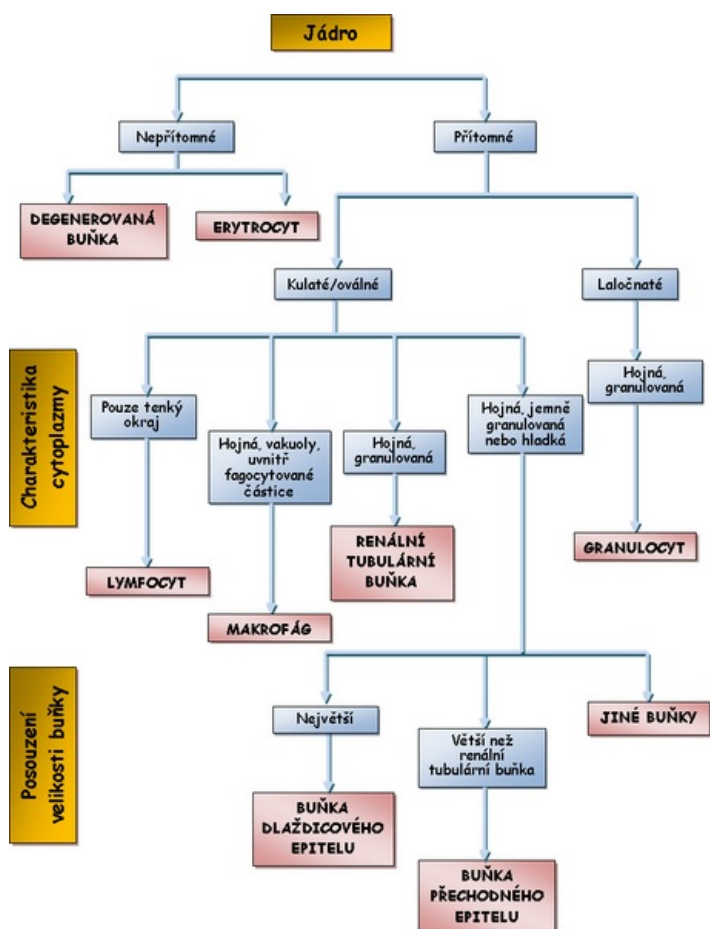 Jádro
Nepřítomné
Přítomné
DEGENEROVANÁ
BUŇKA
ERYTROCYT
Kulaté/oválné
Laločnaté
Charakteristika
cytoplazmy
Pouze tenký
okraj
Hojná, vakuoly,
uvnitř
fagocytované
částice
Hojná,
granulovaná
Hojná, jemně
granulovaná
nebo hladká
Hojná,
granulovaná
LYMFOCYT
MAKROFÁG
RENÁLNÍ
TUBULÁRNÍ
BUŇKA
GRANULOCYT
Posouzení
velikosti buňky
Největší
Větší než
renální
tubulární buňka
JINÉ BUŇKY
BUŇKA
DLAŽDICOVÉHO
EPITELU
BUŇKA
PŘECHODNÉHO
EPITELU